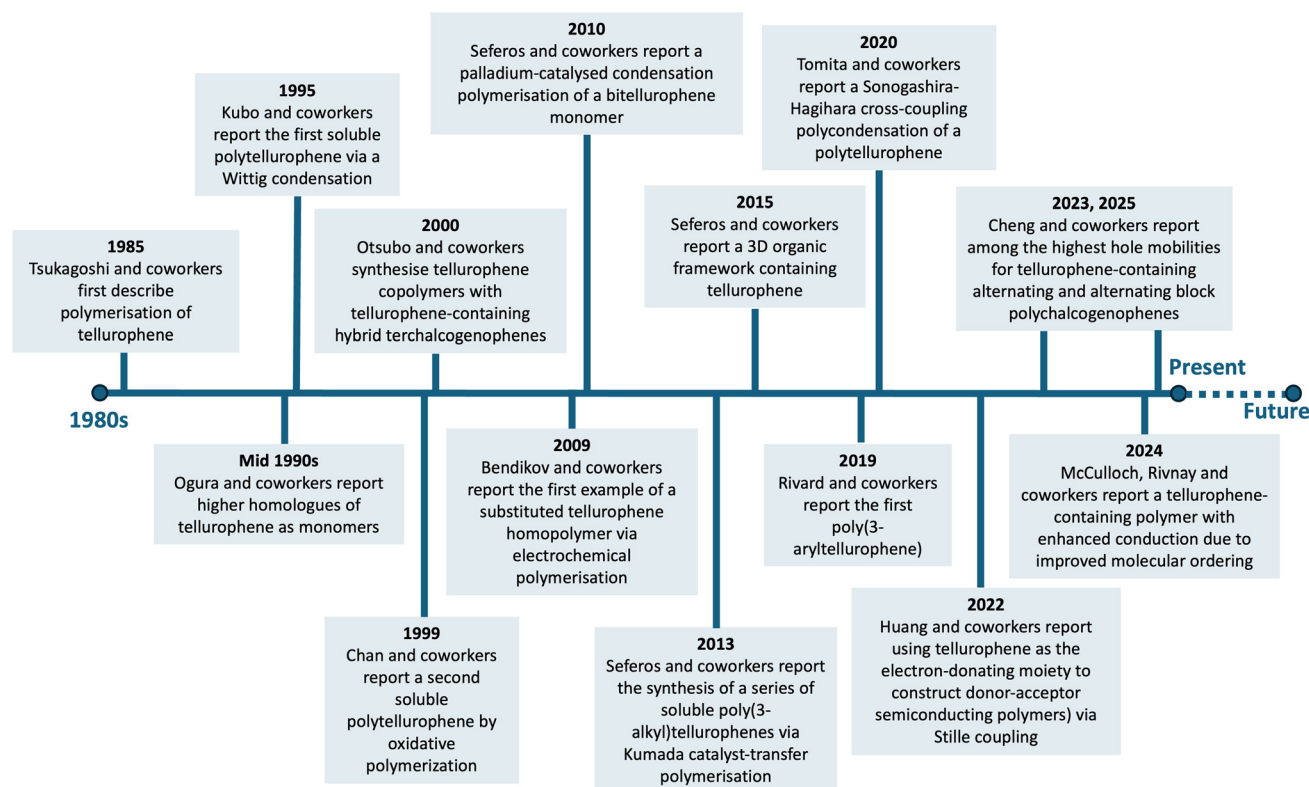 1985
Tsukagoshi and coworkers
first describe
polymerisation of
tellurophene
1995
Kubo and coworkers
report the first soluble
polytellurophene via a
Wittig condensation
2000
Otsubo and coworkers
synthesise tellurophene
copolymers with
tellurophene-containing
hybrid terchalcogenophenes
2010
Seferos and coworkers report a
palladium-catalysed condensation
polymerisation of a bitellurophene
monomer
2015
Seferos and coworkers
report a 3D organic
framework containing
tellurophene
2020
Tomita and coworkers
report a Sonogashira-
Hagihara cross-coupling
polycondensation of a
polytellurophene
2023, 2025
Cheng and coworkers report
among the highest hole mobilities
for tellurophene-containing
alternating and alternating block
polychalcogenophenes
1980s
Present
Future
Mid 1990s
Ogura and coworkers report
higher homologues of
tellurophene as monomers
1999
Chan and coworkers
report a second
soluble
polytellurophene by
oxidative
polymerization
2009
Bendikov and coworkers
report the first example of a
substituted tellurophene
homopolymer via
electrochemical
polymerisation
2013
Seferos and coworkers report
the synthesis of a series of
soluble poly(3-
alkyl)tellurophenes via
Kumada catalyst-transfer
polymerisation
2019
Rivard and coworkers
report the first
poly(3-
aryltellurophene)
2022
Huang and coworkers report
using tellurophene as the
electron-donating moiety to
construct donor-acceptor
semiconducting polymers) via
Stille coupling
2024
McCulloch, Rivnay and
coworkers report a tellurophene-
containing polymer with
enhanced conduction due to
improved molecular ordering